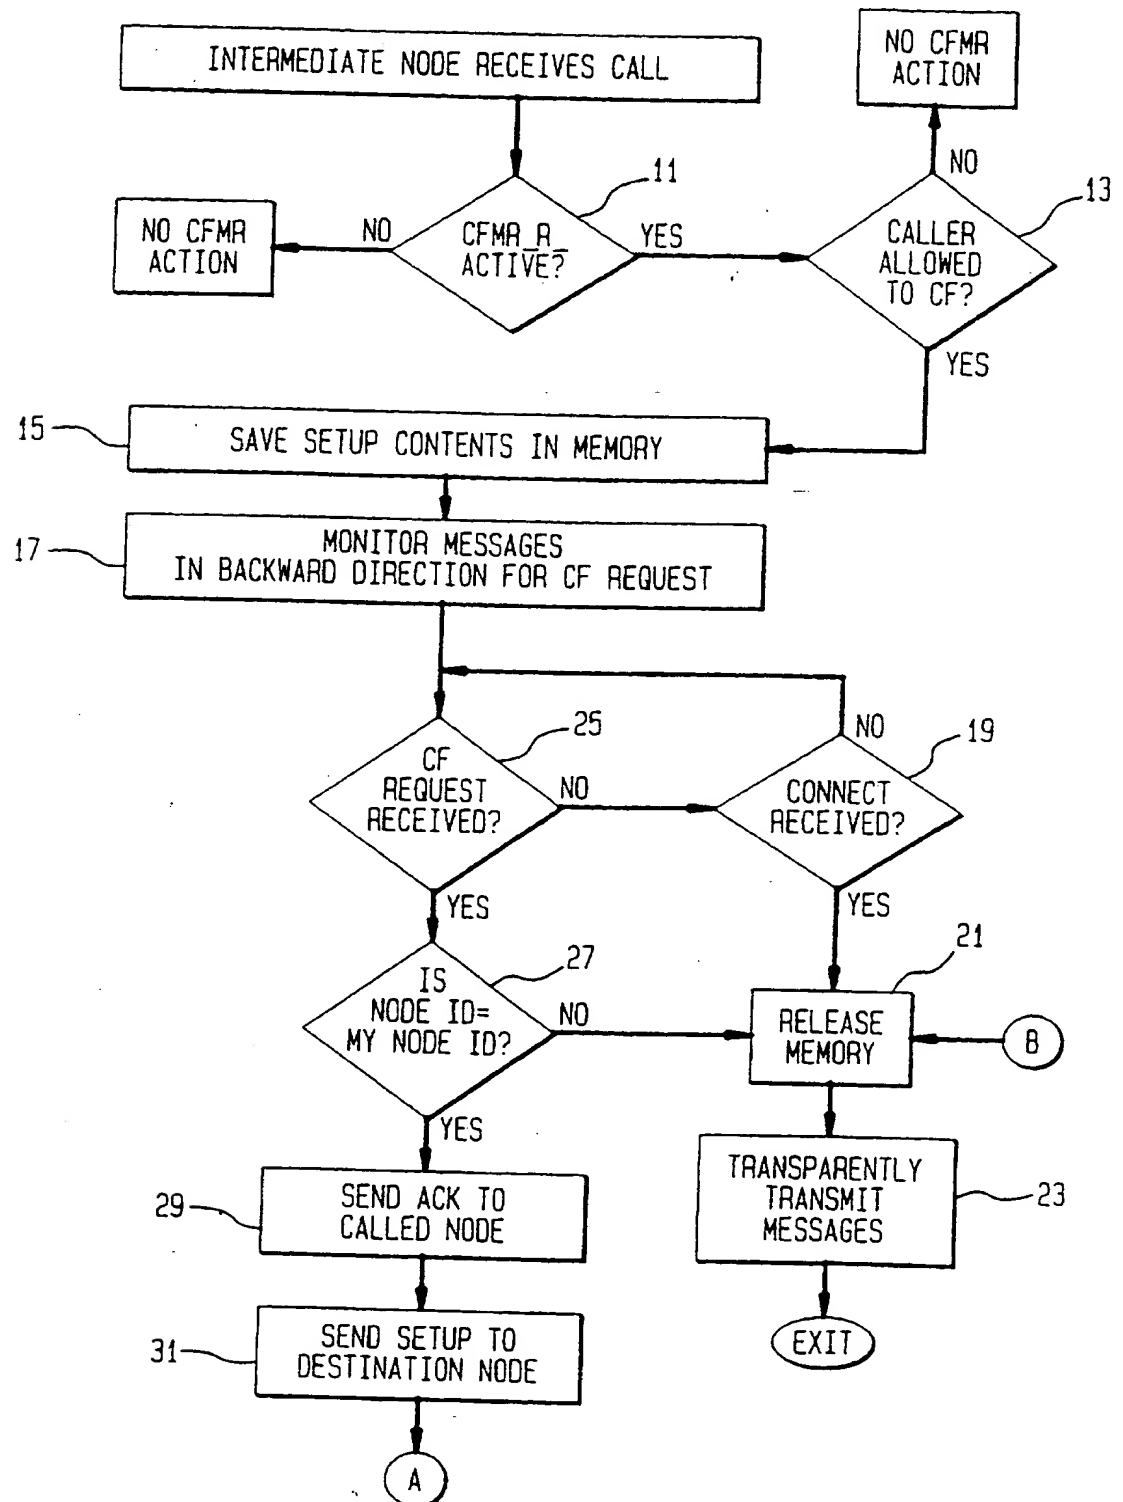 INTERMEDIATE NODE RECEIVES CALL
NO CFMR
ACTION
NO
11
13
NO CFMR
ACTION
NO
CFMR_R_
ACTIVE?
YES
CALLER
ALLOWED
TO CF?
YES
15
SAVE SETUP CONTENTS IN MEMORY
17
MONITOR MESSAGES
IN BACKWARD DIRECTION FOR CF REQUEST
25
NO
19
CF
REQUEST
RECEIVED?
NO
CONNECT
RECEIVED?
YES
YES
27
21
IS
NODE ID=
MY NODE ID?
NO
RELEASE
MEMORY
B
YES
29
SEND ACK TO
CALLED NODE
TRANSPARENTLY
TRANSMIT
MESSAGES
23
31
SEND SETUP TO
DESTINATION NODE
EXIT
A